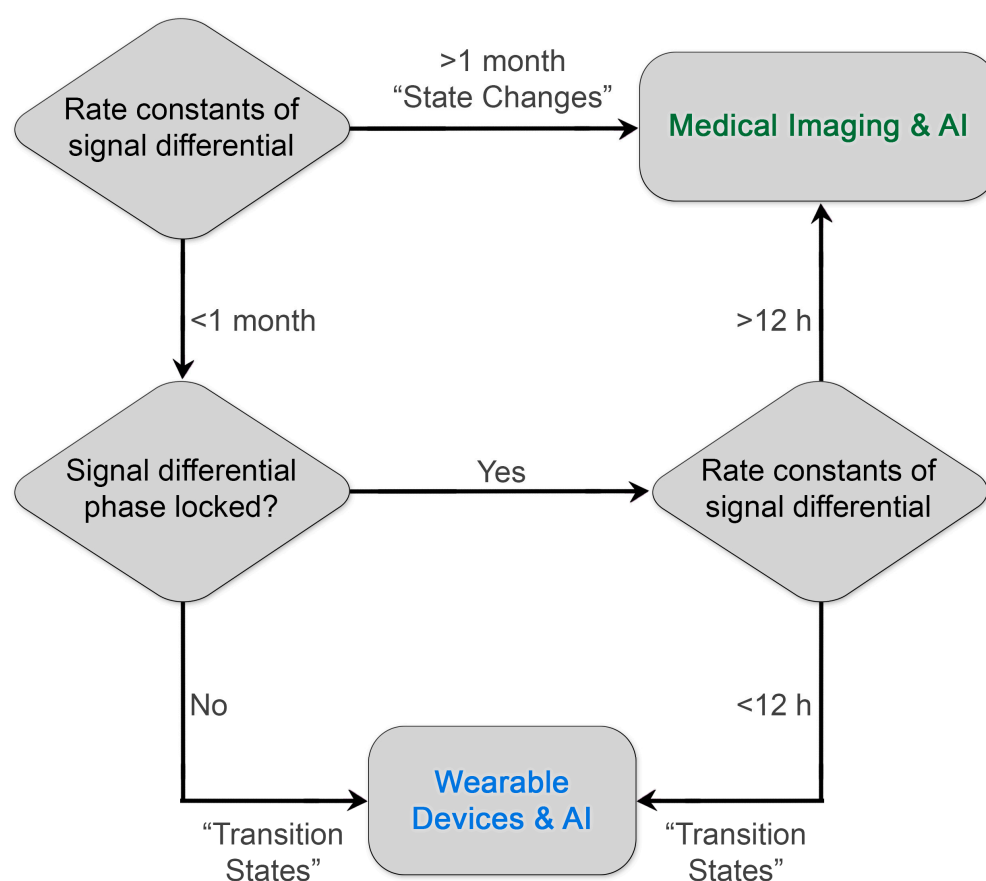 Rate constants of
signal differential
>1 month
“State Changes”
Medical Imaging & AI
<1 month
>12 h
Signal differential
phase locked?
Yes
Rate constants of
signal differential
No
<12 h
Wearable
Devices & AI
“Transition
States”
“Transition
States”